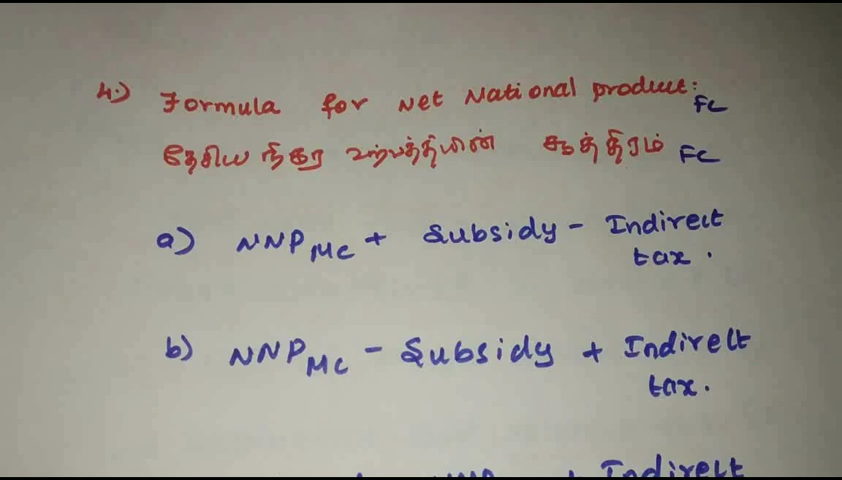 4.) Formula for Net National product: FC
தேசிய நிகர உற்பத்தியின் சூத்திரம் FC
a) NNP MC + Subsidy - Indirect
tax.
b) NNP MC - Subsidy + Indirect
tax.
Indirect